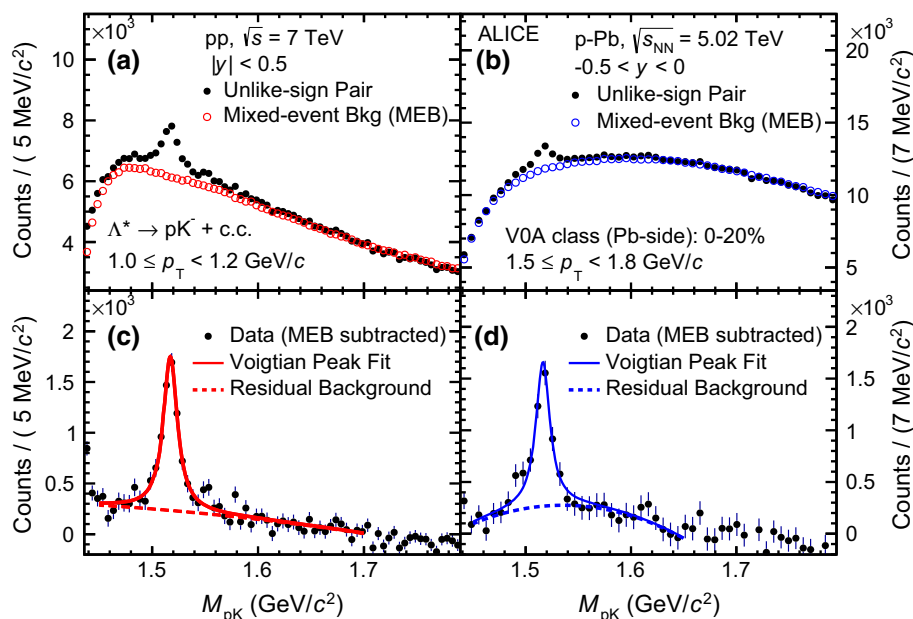 ×10³
(a)
pp, √s = 7 TeV
|y| < 0.5
Unlike-sign Pair
Mixed-event Bkg (MEB)
Λ* → pK⁻ + c.c.
1.0 ≤ p_T < 1.2 GeV/c
Counts / ( 5 MeV/c²)
10
8
6
4
ALICE
p-Pb, √s_NN = 5.02 TeV
(b)
-0.5 < y < 0
Unlike-sign Pair
Mixed-event Bkg (MEB)
V0A class (Pb-side): 0-20%
1.5 ≤ p_T < 1.8 GeV/c
×10³
20
15
10
5
Counts / (7 MeV/c²)
×10³
(c)
Data (MEB subtracted)
Voigtian Peak Fit
Residual Background
Counts / ( 5 MeV/c²)
2
1.5
1
0.5
0
1.5
1.6
1.7
M_pK (GeV/c²)
(d)
Data (MEB subtracted)
Voigtian Peak Fit
Residual Background
×10³
2
1.5
1
0.5
0
Counts / (7 MeV/c²)
1.5
1.6
1.7
M_pK (GeV/c²)